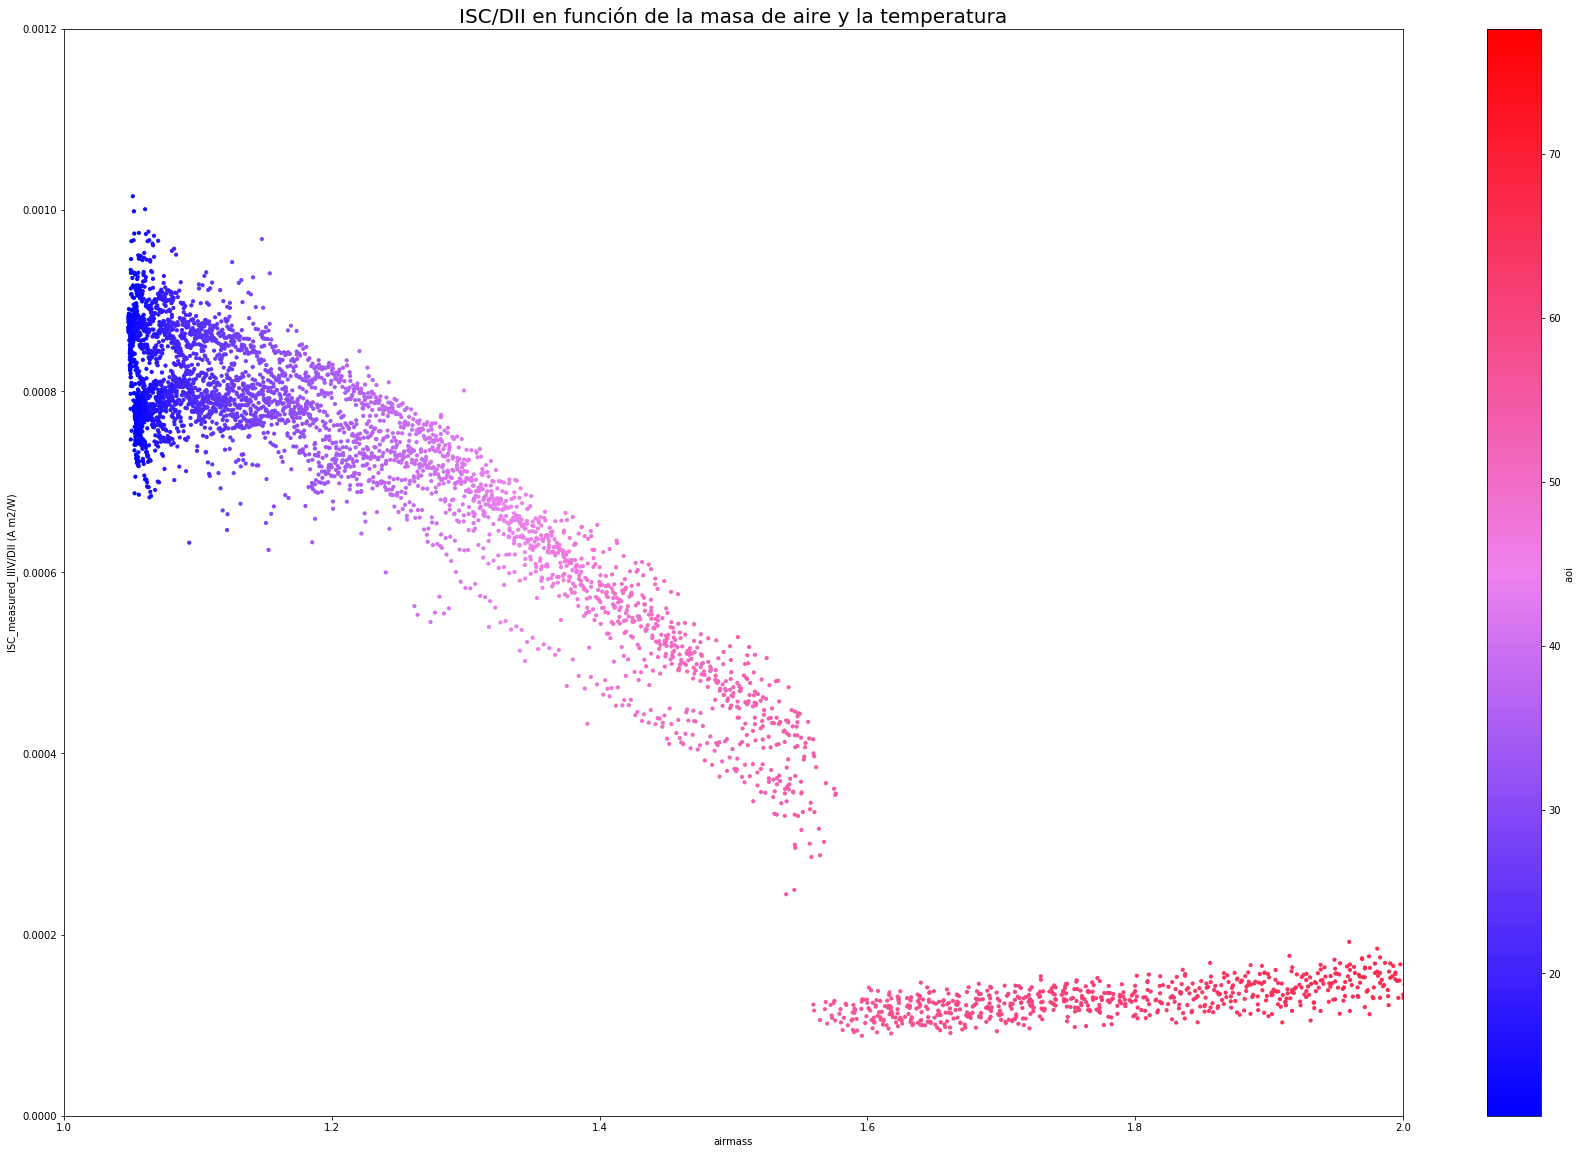 ISC/DII en función de la masa de aire y la temperatura
0.0012
0.0010
0.0008
0.0006
0.0004
0.0002
0.0000
ISC_measured_IIIV/DII (A m2/W)
1.0 1.2 1.4 1.6 1.8 2.0
airmass
70
60
50
40
30
20
aoi